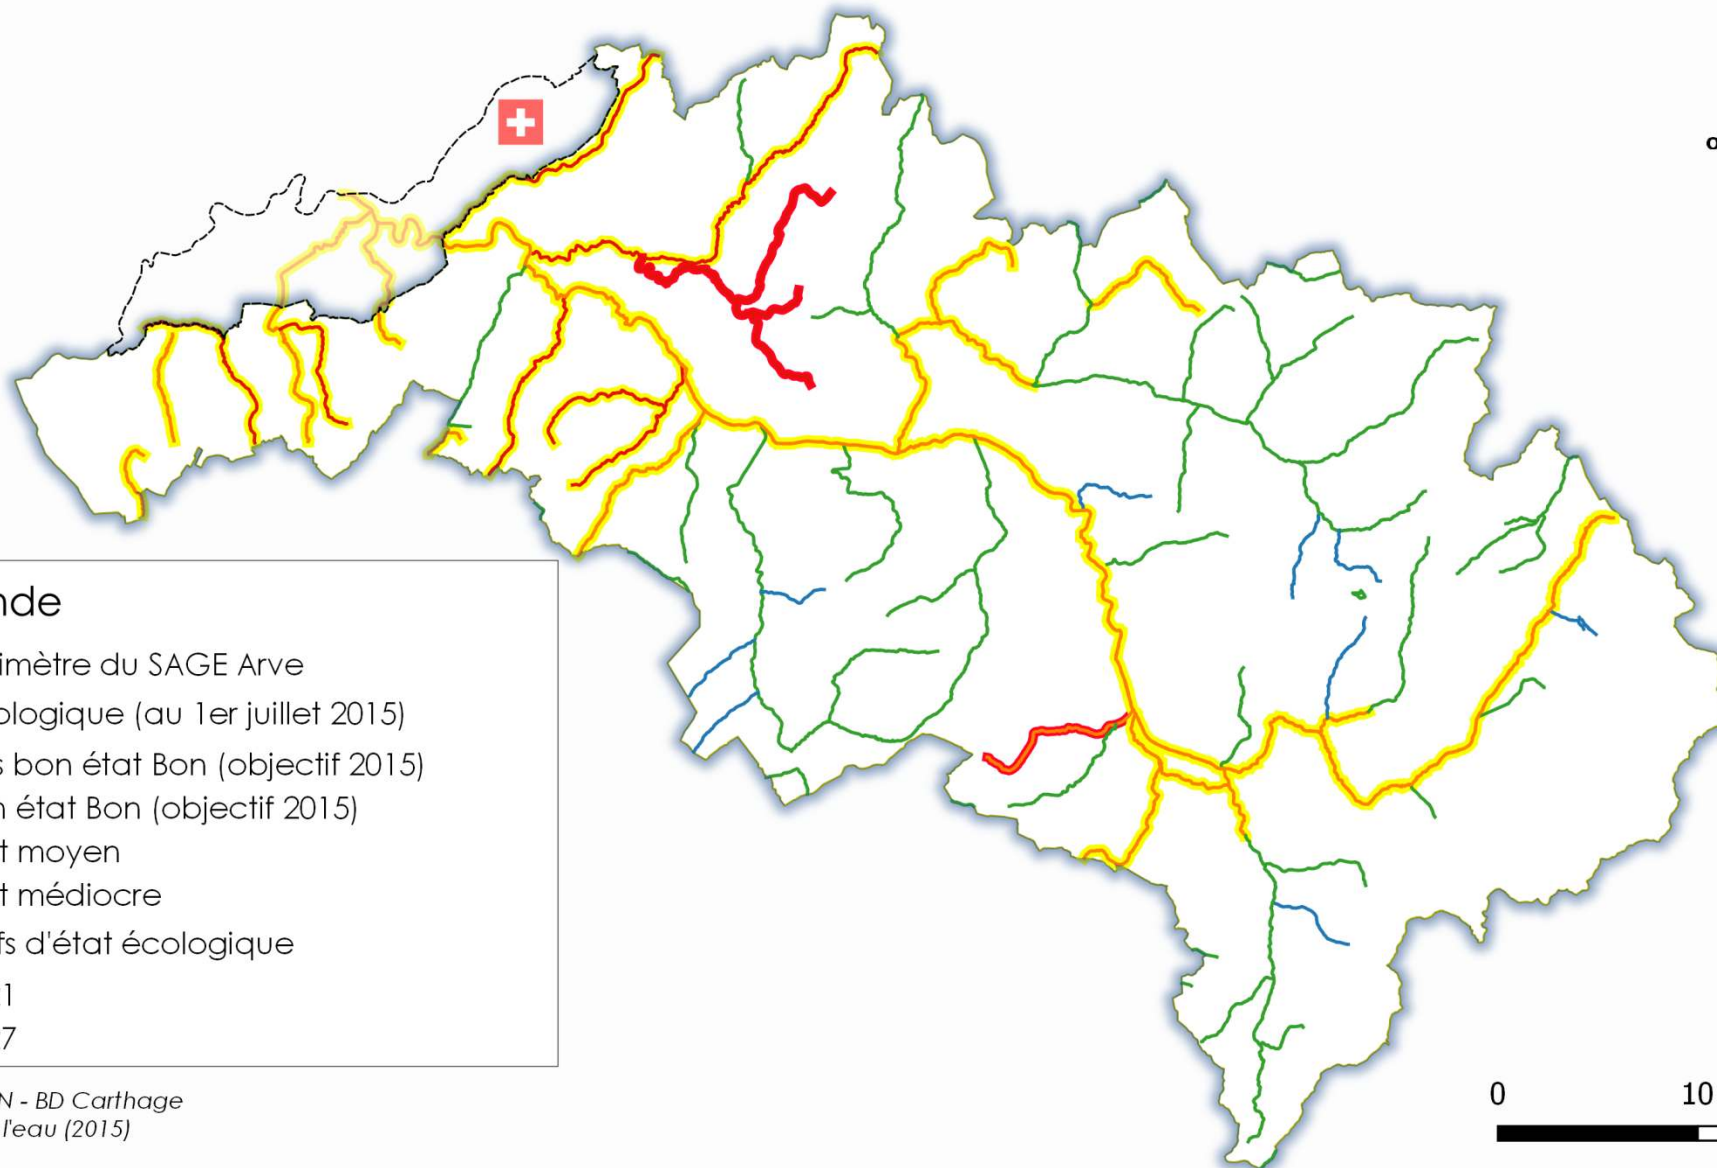 nde
imètre du SAGE Arve
ologique (au 1er juillet 2015)
s bon état Bon (objectif 2015)
n état Bon (objectif 2015)
t moyen
t médiocre
fs d'état écologique
1
7
N - BD Carthage
l'eau (2015)
0 10